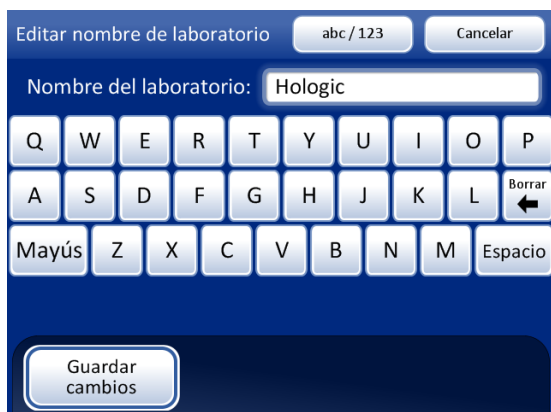 Editar nombre de laboratorio abc / 123 Cancelar
Nombre del laboratorio: Hologic
Q W E R T Y U I O P
A S D F G H J K L Borrar
Mayús Z X C V B N M Espacio
Guardar
cambios